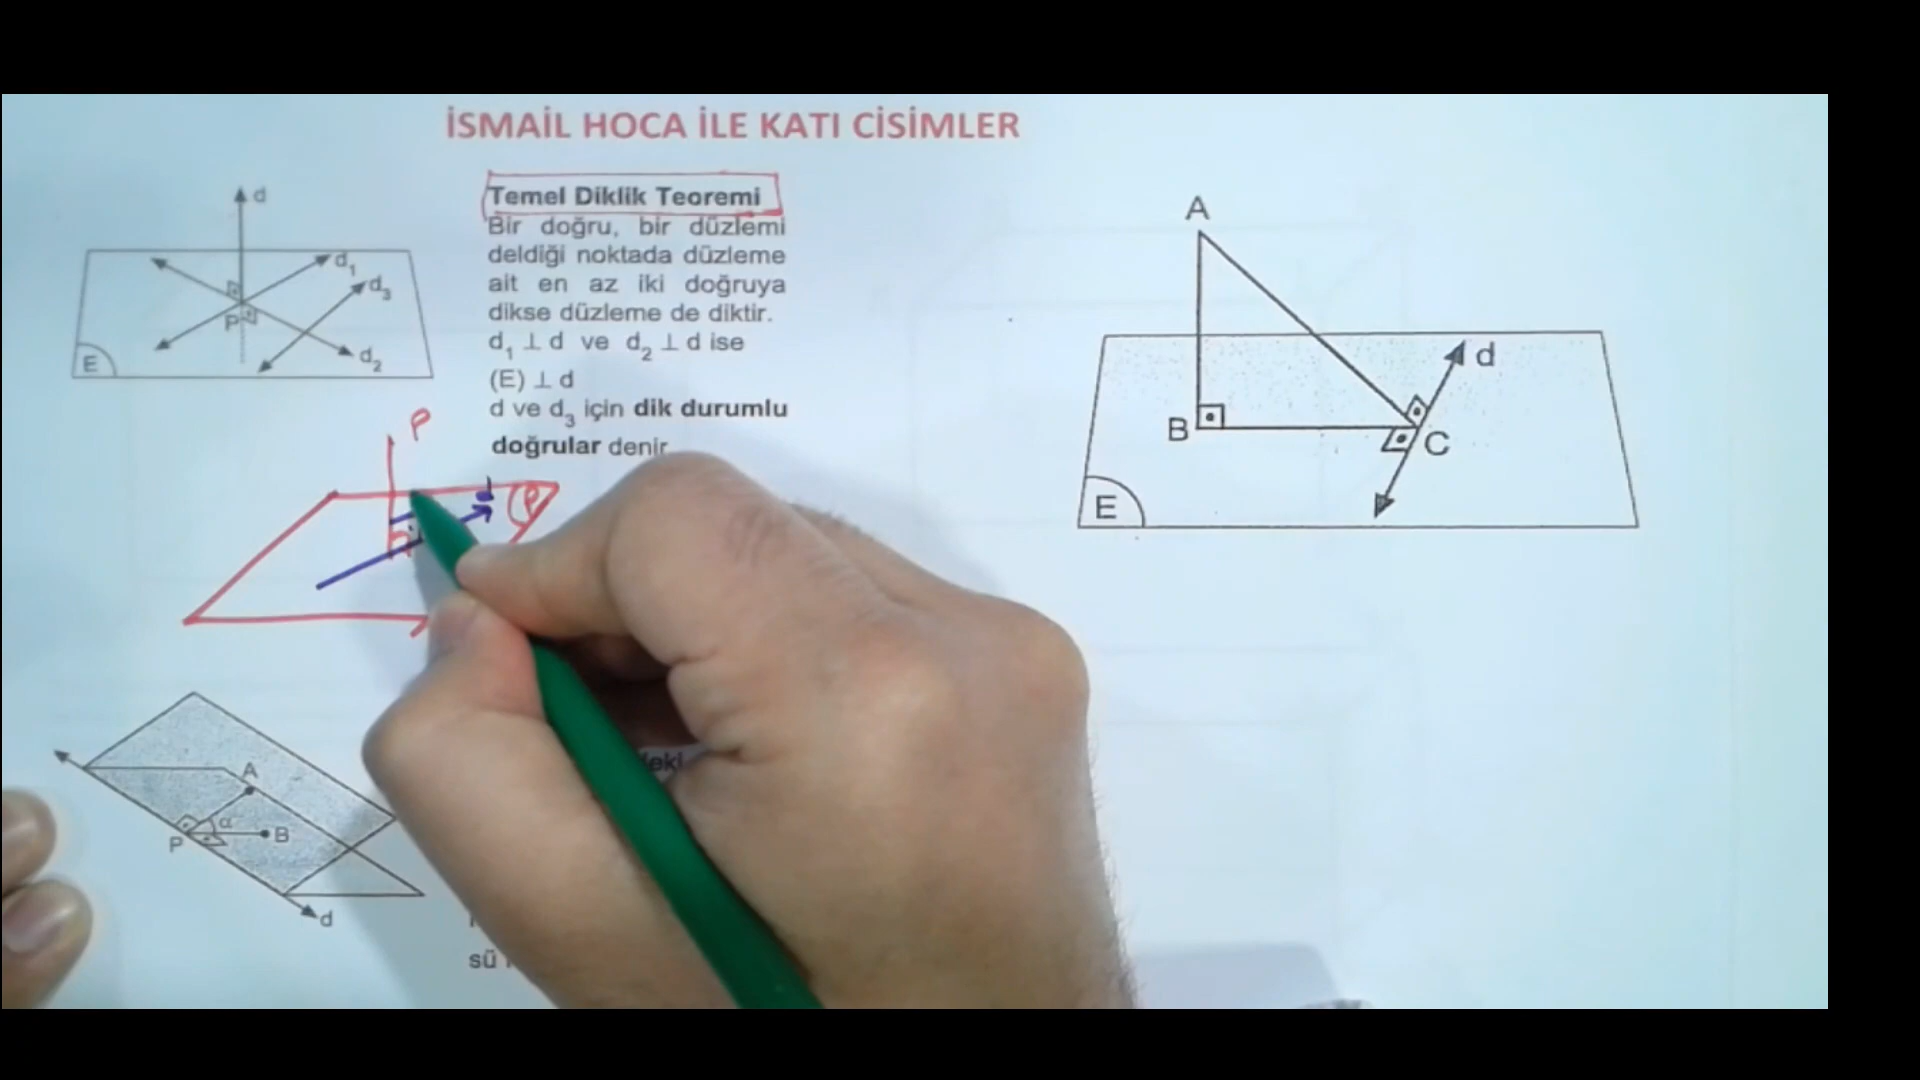 İSMAİL HOCA İLE KATI CİSİMLER
d
d1
d3
P
d2
E
Temel Diklik Teoremi
Bir doğru, bir düzlemi
deldiği noktada düzleme
ait en az iki doğruya
dikse düzleme de diktir.
d1 ⊥ d ve d2 ⊥ d ise
(E) ⊥ d
d ve d3 için dik durumlu
doğrular denir
P
d
P
A
d
B
C
E
A
α
B
P
d
eki
sü